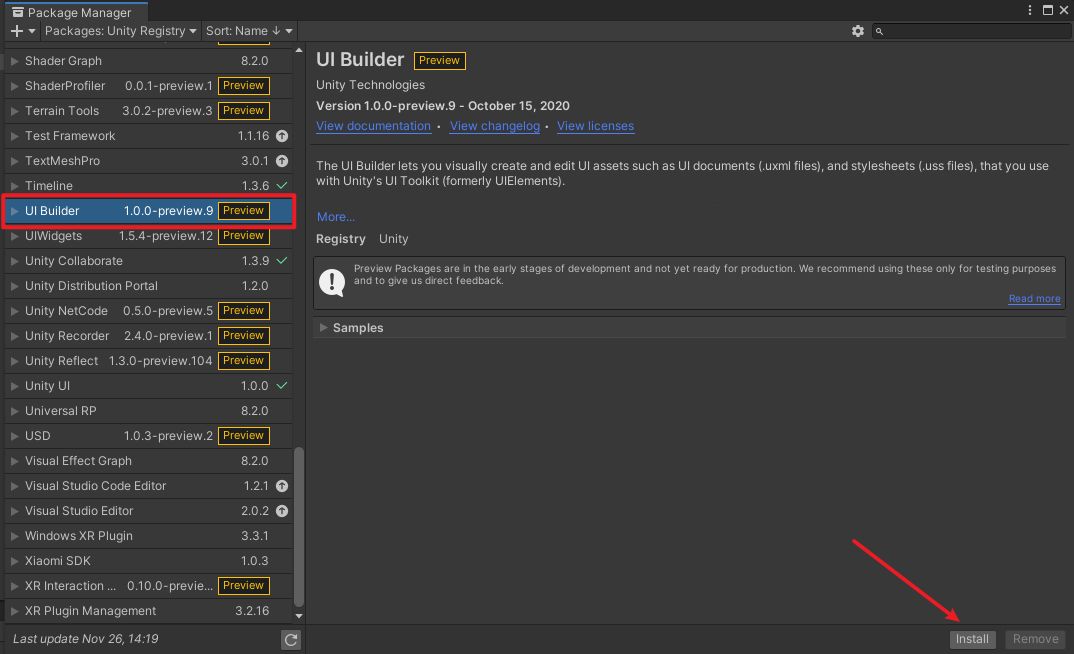 Package Manager
Packages: Unity Registry
Sort: Name ↓
Shader Graph 8.2.0
ShaderProfiler 0.0.1-preview.1 Preview
Terrain Tools 3.0.2-preview.3 Preview
Test Framework 1.1.16
TextMeshPro 3.0.1
Timeline 1.3.6
UI Builder 1.0.0-preview.9 Preview
UIWidgets 1.5.4-preview.12 Preview
Unity Collaborate 1.3.9
Unity Distribution Portal 1.2.0
Unity NetCode 0.5.0-preview.5 Preview
Unity Recorder 2.4.0-preview.1 Preview
Unity Reflect 1.3.0-preview.104 Preview
Unity UI 1.0.0
Universal RP 8.2.0
USD 1.0.3-preview.2 Preview
Visual Effect Graph 8.2.0
Visual Studio Code Editor 1.2.1
Visual Studio Editor 2.0.2
Windows XR Plugin 3.3.1
Xiaomi SDK 1.0.3
XR Interaction ... 0.10.0-previe... Preview
XR Plugin Management 3.2.16
Last update Nov 26, 14:19
UI Builder Preview
Unity Technologies
Version 1.0.0-preview.9 - October 15, 2020
View documentation • View changelog • View licenses
The UI Builder lets you visually create and edit UI assets such as UI documents (.uxml files), and stylesheets (.uss files), that you use
with Unity's UI Toolkit (formerly UIElements).
More...
Registry Unity
Preview Packages are in the early stages of development and not yet ready for production. We recommend using these only for testing purposes
and to give us direct feedback.
Read more
Samples
Install Remove